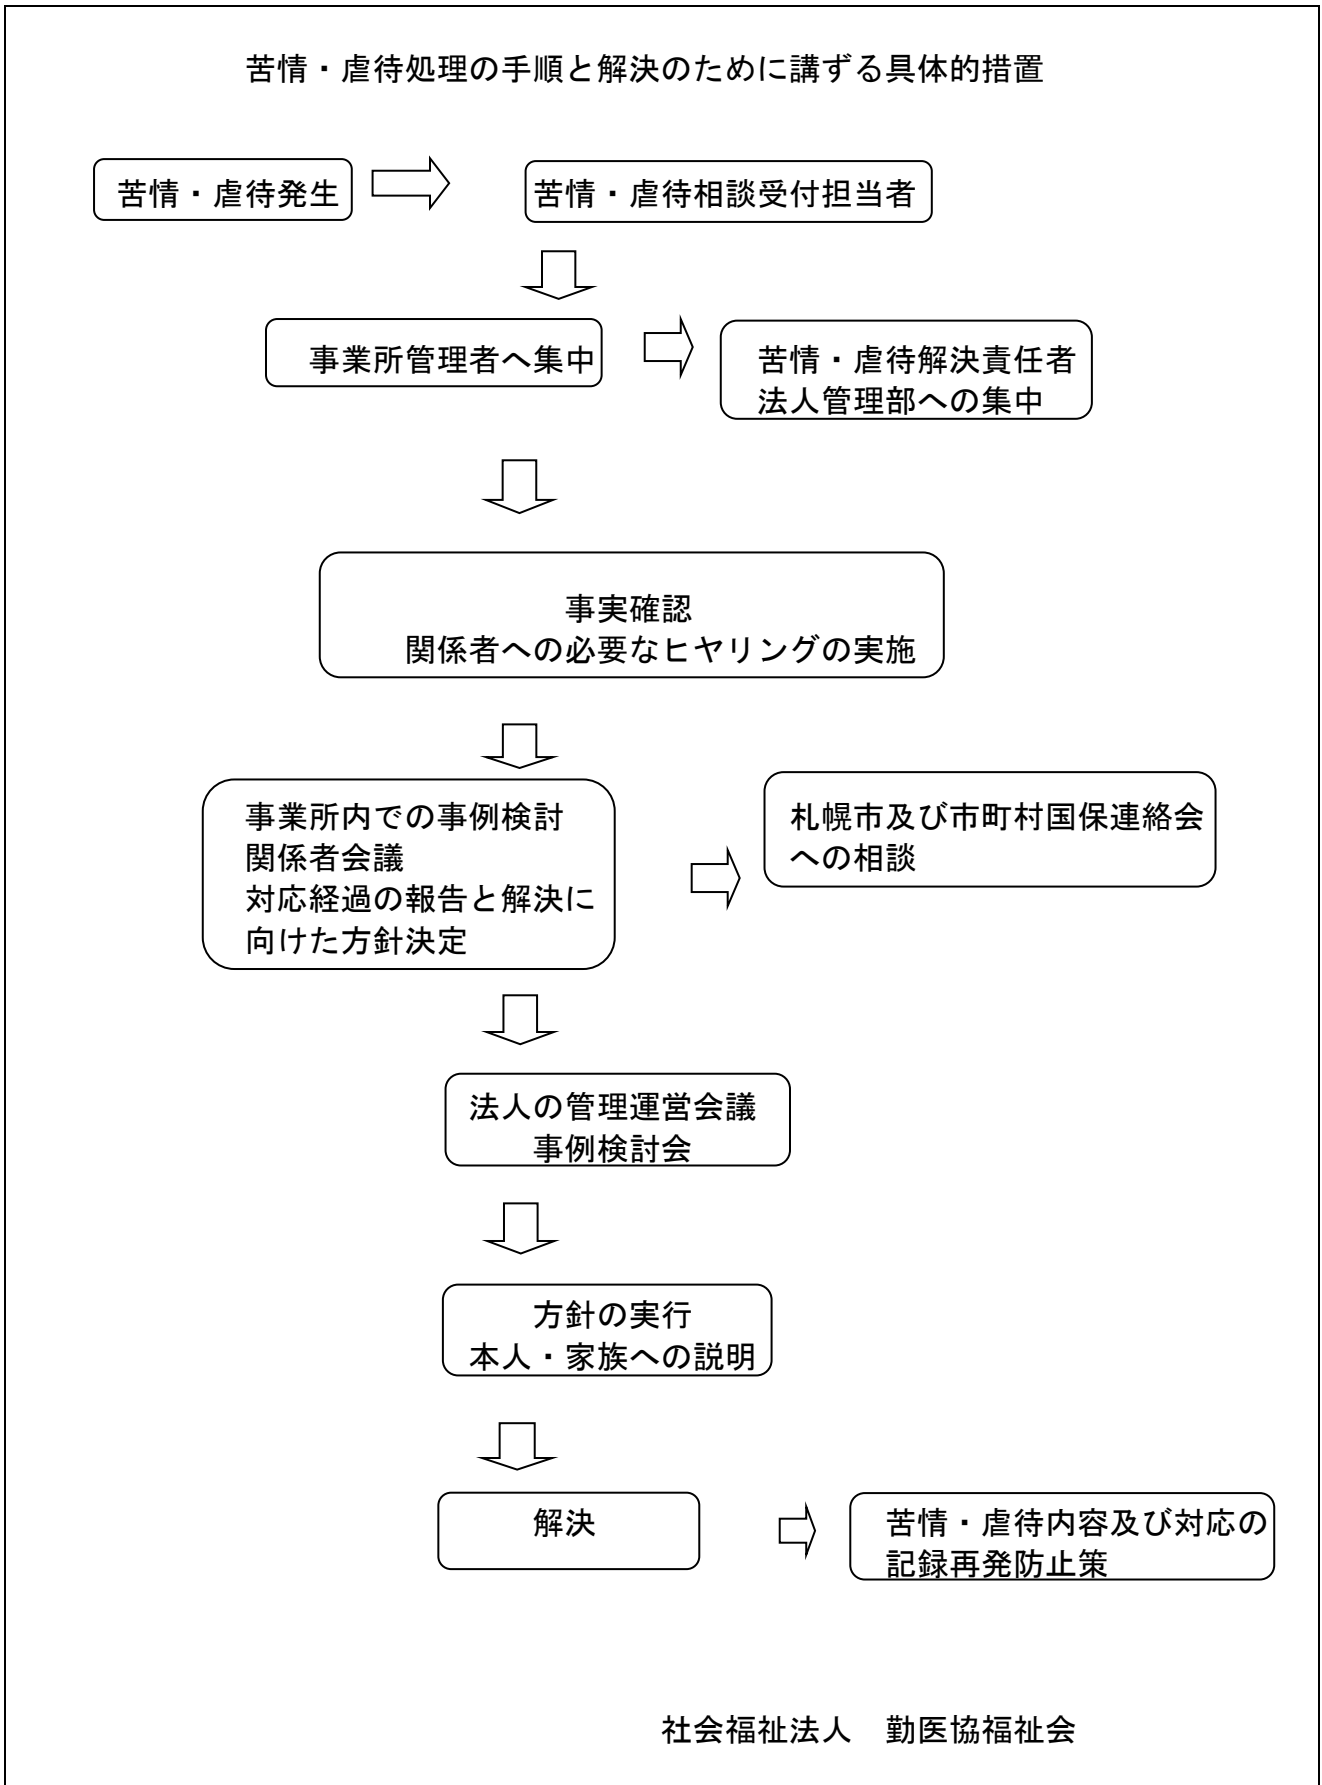 苦情・虐待処理の手順と解決のために講ずる具体的措置
苦情・虐待発生
苦情・虐待相談受付担当者
事業所管理者へ集中
苦情・虐待解決責任者
法人管理部への集中
事実確認
関係者への必要なヒヤリングの実施
事業所内での事例検討
関係者会議
対応経過の報告と解決に
向けた方針決定
札幌市及び市町村国保連絡会
への相談
法人の管理運営会議
事例検討会
方針の実行
本人・家族への説明
解決
苦情・虐待内容及び対応の
記録再発防止策
社会福祉法人　勤医協福祉会